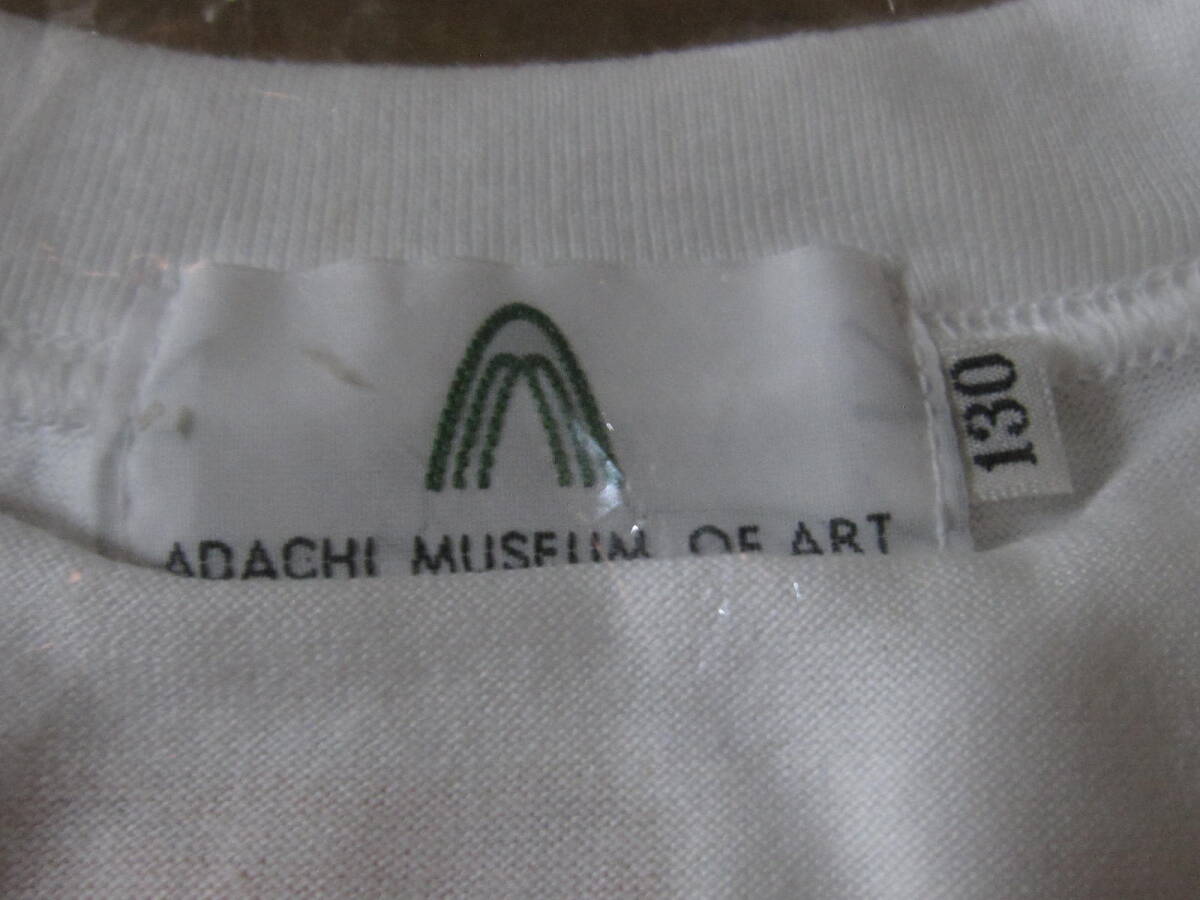 ADACHI MUSEUM OF ART
130